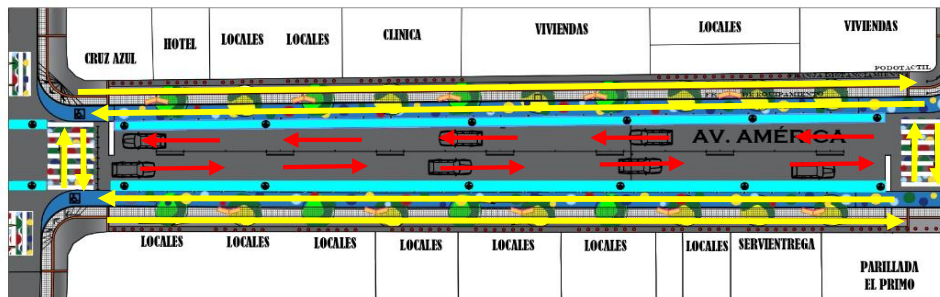 CRUZ AZUL
HOTEL
LOCALES
LOCALES
CLINICA
VIVIENDAS
LOCALES
VIVIENDAS
PODOTÁCTIL
AV. AMÉRICA
LOCALES
LOCALES
LOCALES
LOCALES
LOCALES
LOCALES
LOCALES
SERVIENTREGA
PARILLADA
EL PRIMO